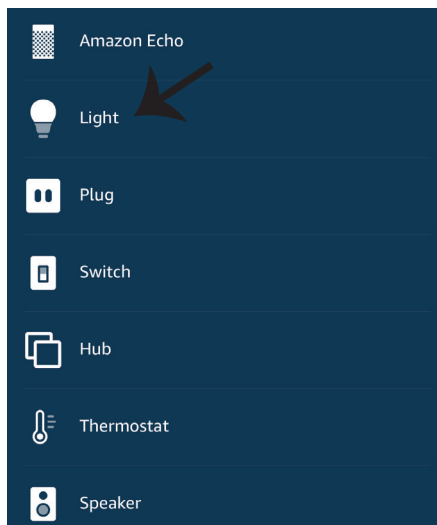 Amazon Echo
Light
Plug
Switch
Hub
Thermostat
Speaker